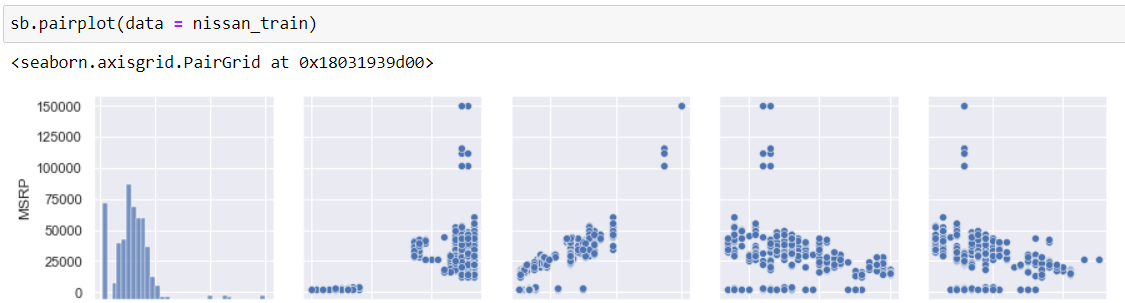 sb.pairplot(data = nissan_train)
<seaborn.axisgrid.PairGrid at 0x18031939d00>
150000
125000
100000
75000
50000
25000
0
MSRP